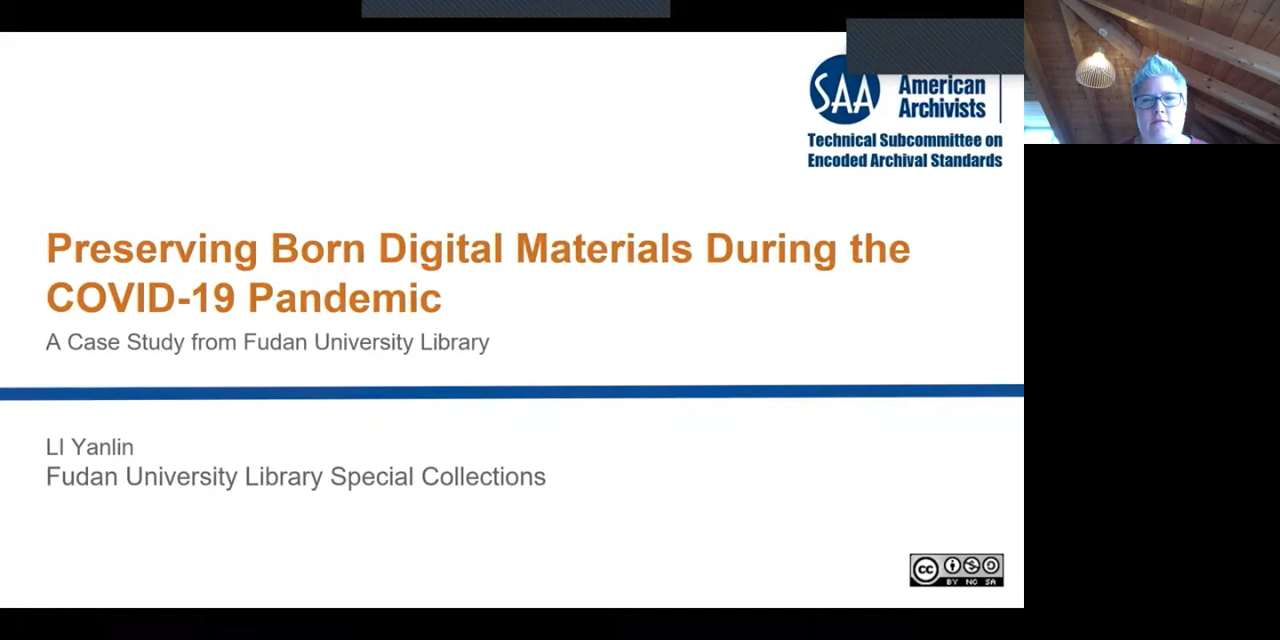 SAA
American
Archivists
Technical Subcommittee on
Encoded Archival Standards
Preserving Born Digital Materials During the
COVID-19 Pandemic
A Case Study from Fudan University Library
LI Yanlin
Fudan University Library Special Collections
cc
BY NC SA